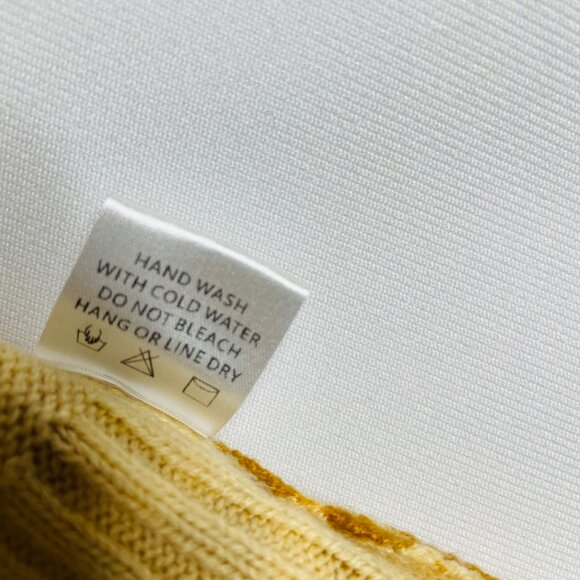 HAND WASH
WITH COLD WATER
DO NOT BLEACH
HANG OR LINE DRY